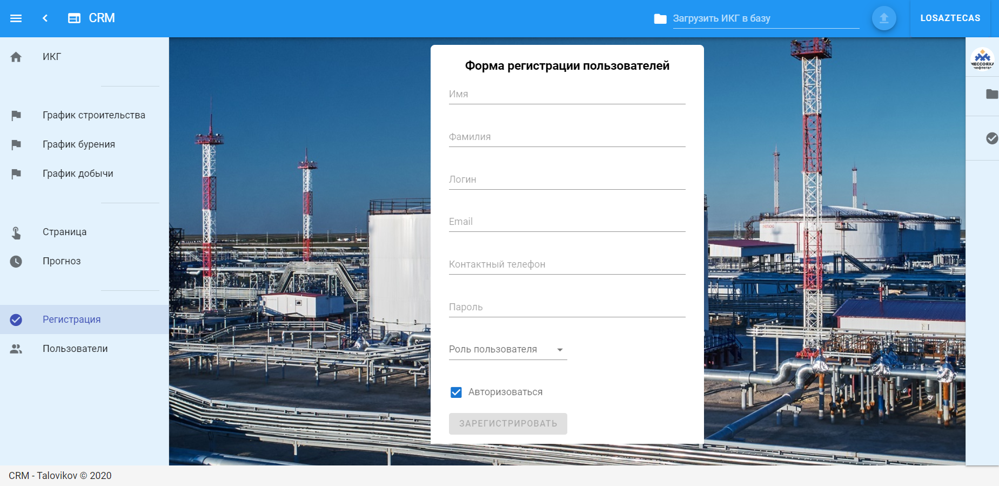 CRM
Загрузить ИКГ в базу
LOSAZTECAS
ИКГ
График строительства
График бурения
График добычи
Страница
Прогноз
Регистрация
Пользователи
Форма регистрации пользователей
Имя
Фамилия
Логин
Email
Контактный телефон
Пароль
Роль пользователя
Авторизоваться
ЗАРЕГИСТРИРОВАТЬ
МЕССОЯХА
нефтегаз
CRM - Talovikov © 2020